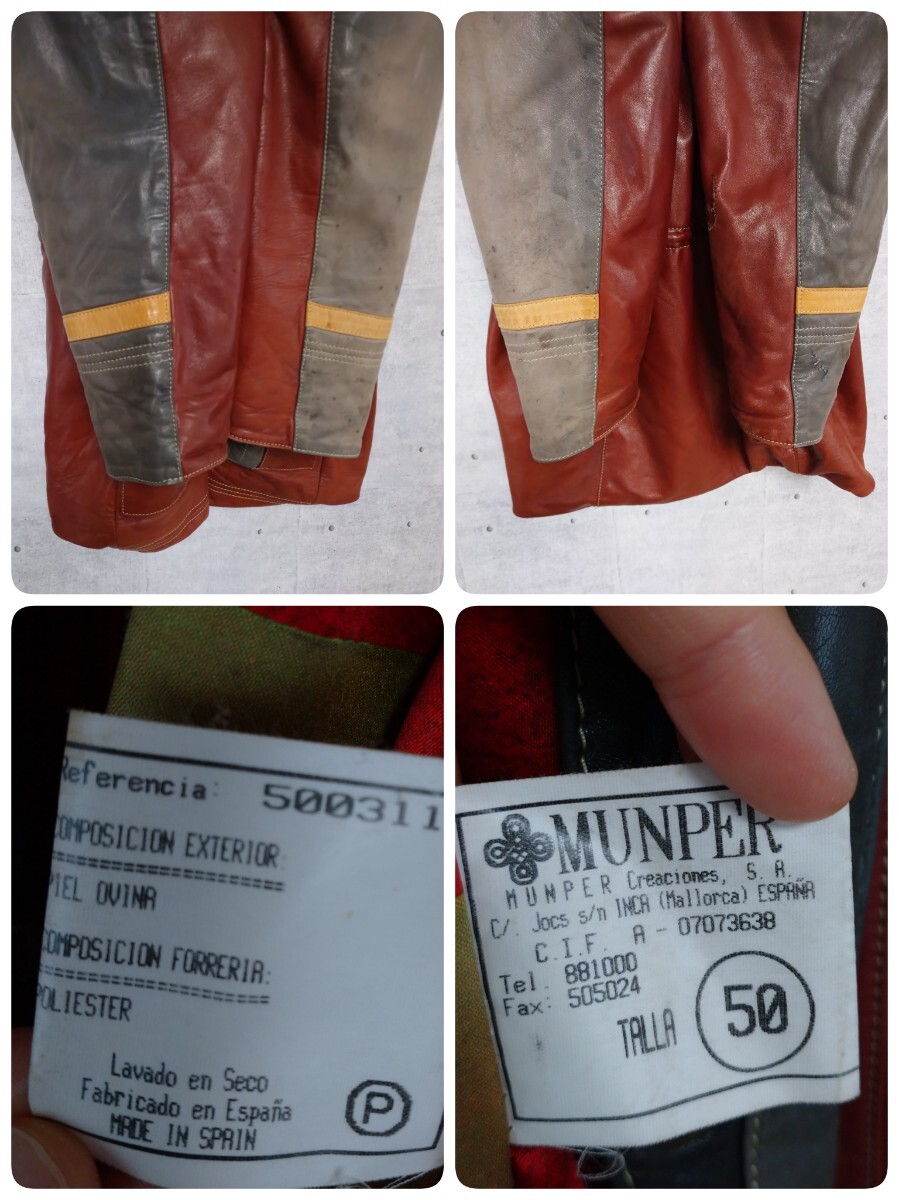 Referencia: 500311
COMPOSICION EXTERIOR:
PIEL OVINA
COMPOSICION FORRERIA:
POLIESTER
Lavado en Seco
Fabricado en España
MADE IN SPAIN
P
MUNPER
MUNPER Creaciones, S. A.
C/. Jocs s/n INCA (Mallorca) ESPAÑA
C.I.F. A - 07073638
Tel. 881000
Fax: 505024
TALLA 50